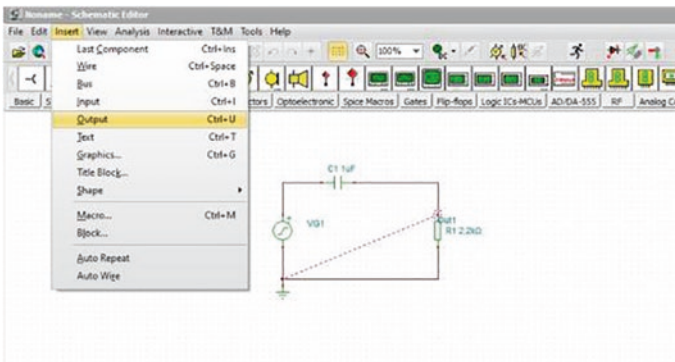 Noname - Schematic Editor
File Edit Insert View Analysis Interactive T&M Tools Help
100%
Basic
Optoelectronic Spice Macros Gates Flip-flops Logic ICs-MCUs AD/DA-555 RF Analog
Last Component Ctrl+Ins
Wire Ctrl+Space
Bus Ctrl+B
Input Ctrl+I
Output Ctrl+U
Text Ctrl+T
Graphics... Ctrl+G
Title Block...
Shape
Macro... Ctrl+M
Block...
Auto Repeat
Auto Wire
C1 1uF
VG1
Out1
R1 2.2kΩ